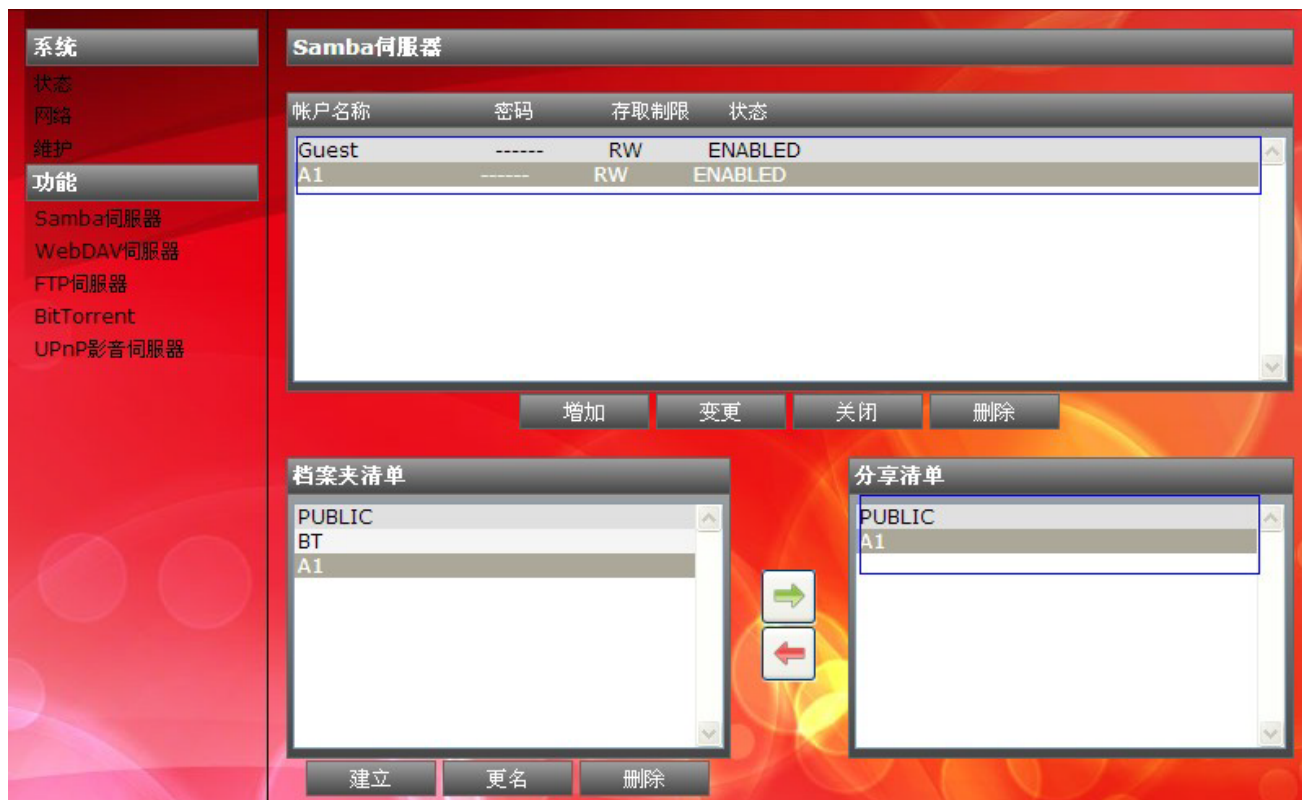 系统
状态
网络
维护
功能
Samba伺服器
WebDAV伺服器
FTP伺服器
BitTorrent
UPnP影音伺服器
Samba伺服器
帐户名称 密码 存取制限 状态
Guest ------ RW ENABLED
A1 ------ RW ENABLED
增加 变更 关闭 删除
档案夹清单
PUBLIC
BT
A1
建立 更名 删除
分享清单
PUBLIC
A1